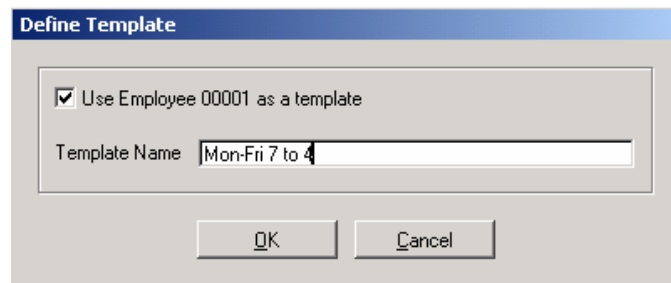 Define Template
Use Employee 00001 as a template
Template Name Mon-Fri 7 to 4
OK Cancel